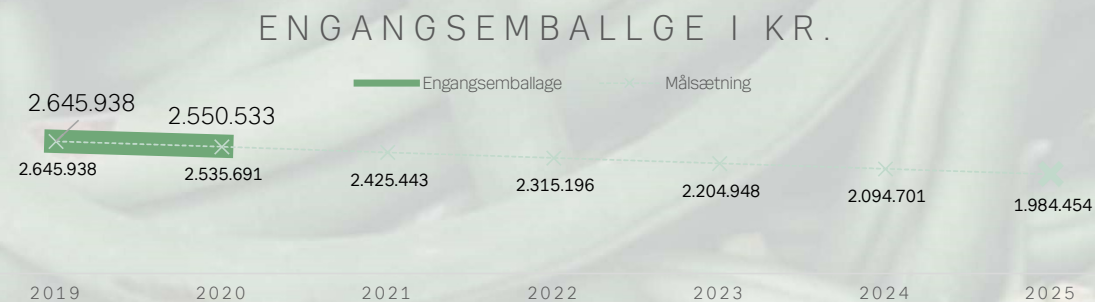 ENGANGSEMBALLGE I KR.
Engangsemballage Målsætning
2.645.938 2.550.533
2.645.938 2.535.691 2.425.443 2.315.196 2.204.948 2.094.701 1.984.454
2019 2020 2021 2022 2023 2024 2025